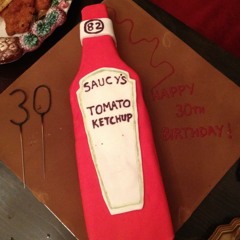 82
SAUCY'S
TOMATO
KETCHUP
30
HAPPY
30TH
BIRTHDAY!